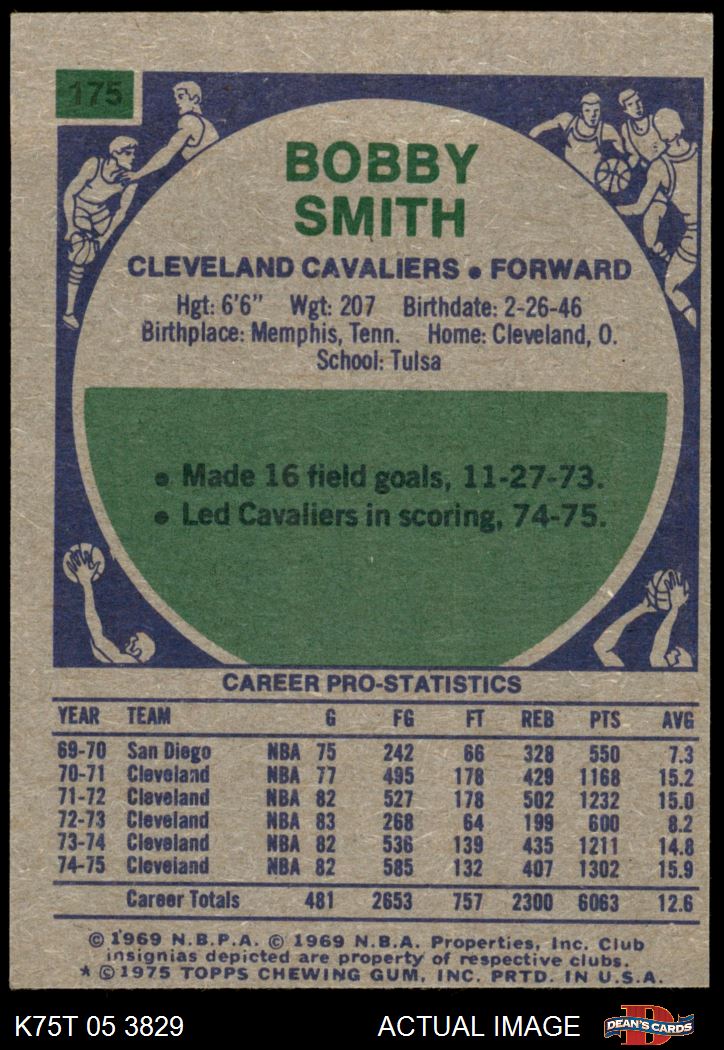 175
BOBBY
SMITH
CLEVELAND CAVALIERS • FORWARD
Hgt: 6'6" Wgt: 207 Birthdate: 2-26-46
Birthplace: Memphis, Tenn. Home: Cleveland, O.
School: Tulsa
• Made 16 field goals, 11-27-73.
• Led Cavaliers in scoring, 74-75.
CAREER PRO-STATISTICS
YEAR TEAM G FG FT REB PTS AVG
69-70 San Diego NBA 75 242 66 328 550 7.3
70-71 Cleveland NBA 77 495 178 429 1168 15.2
71-72 Cleveland NBA 82 527 178 502 1232 15.0
72-73 Cleveland NBA 83 268 64 199 600 8.2
73-74 Cleveland NBA 82 536 139 435 1211 14.8
74-75 Cleveland NBA 82 585 132 407 1302 15.9
Career Totals 481 2653 757 2300 6063 12.6
© 1969 N.B.P.A. © 1969 N.B.A. Properties, Inc. Club
insignias depicted are property of respective clubs.
* © 1975 TOPPS CHEWING GUM, INC. PRTD. IN U.S.A.
K75T 05 3829 ACTUAL IMAGE D DEAN'S CARDS